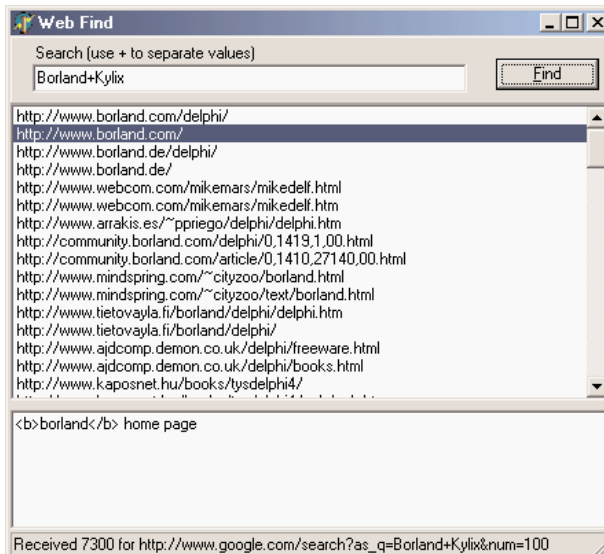 Web Find
Search (use + to separate values)
Borland+Kylix
Find
http://www.borland.com/delphi/
http://www.borland.com/
http://www.borland.de/delphi/
http://www.borland.de/
http://www.webcom.com/mikemars/mikedelf.html
http://www.webcom.com/mikemars/mikedelf.htm
http://www.arrakis.es/~ppriego/delphi/delphi.htm
http://community.borland.com/delphi/0,1419,1,00.html
http://community.borland.com/article/0,1410,27140,00.html
http://www.mindspring.com/~cityzoo/borland.html
http://www.mindspring.com/~cityzoo/text/borland.html
http://www.tietovayla.fi/borland/delphi/delphi.htm
http://www.tietovayla.fi/borland/delphi/
http://www.ajdcomp.demon.co.uk/delphi/freeware.html
http://www.ajdcomp.demon.co.uk/delphi/books.html
http://www.kaposnet.hu/books/tysdelphi4/
<b>borland</b> home page
Received 7300 for http://www.google.com/search?as_q=Borland+Kylix&num=100